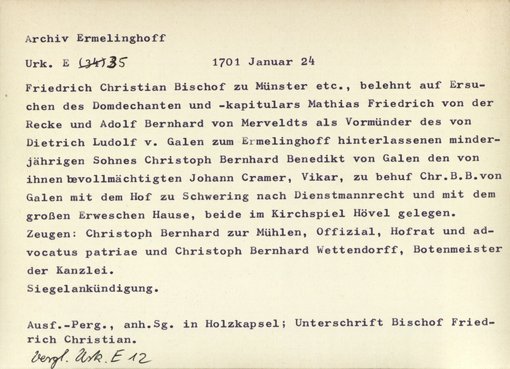 Archiv Ermelinghoff
Urk. E (34) 35 1701 Januar 24
Friedrich Christian Bischof zu Münster etc., belehnt auf Ersu-
chen des Domdechanten und -kapitulars Mathias Friedrich von der
Recke und Adolf Bernhard von Merveldts als Vormünder des von
Dietrich Ludolf v. Galen zum Ermelinghoff hinterlassenen minder-
jährigen Sohnes Christoph Bernhard Benedikt von Galen den von
ihnen bevollmächtigten Johann Cramer, Vikar, zu behuf Chr.B.B.von
Galen mit dem Hof zu Schwering nach Dienstmannrecht und mit dem
großen Erweschen Hause, beide im Kirchspiel Hövel gelegen.
Zeugen: Christoph Bernhard zur Mühlen, Offizial, Hofrat und ad-
vocatus patriae und Christoph Bernhard Wettendorff, Botenmeister
der Kanzlei.
Siegelankündigung.
Ausf.-Perg., anh.Sg. in Holzkapsel; Unterschrift Bischof Fried-
rich Christian.
Vergl. Urk. E 12